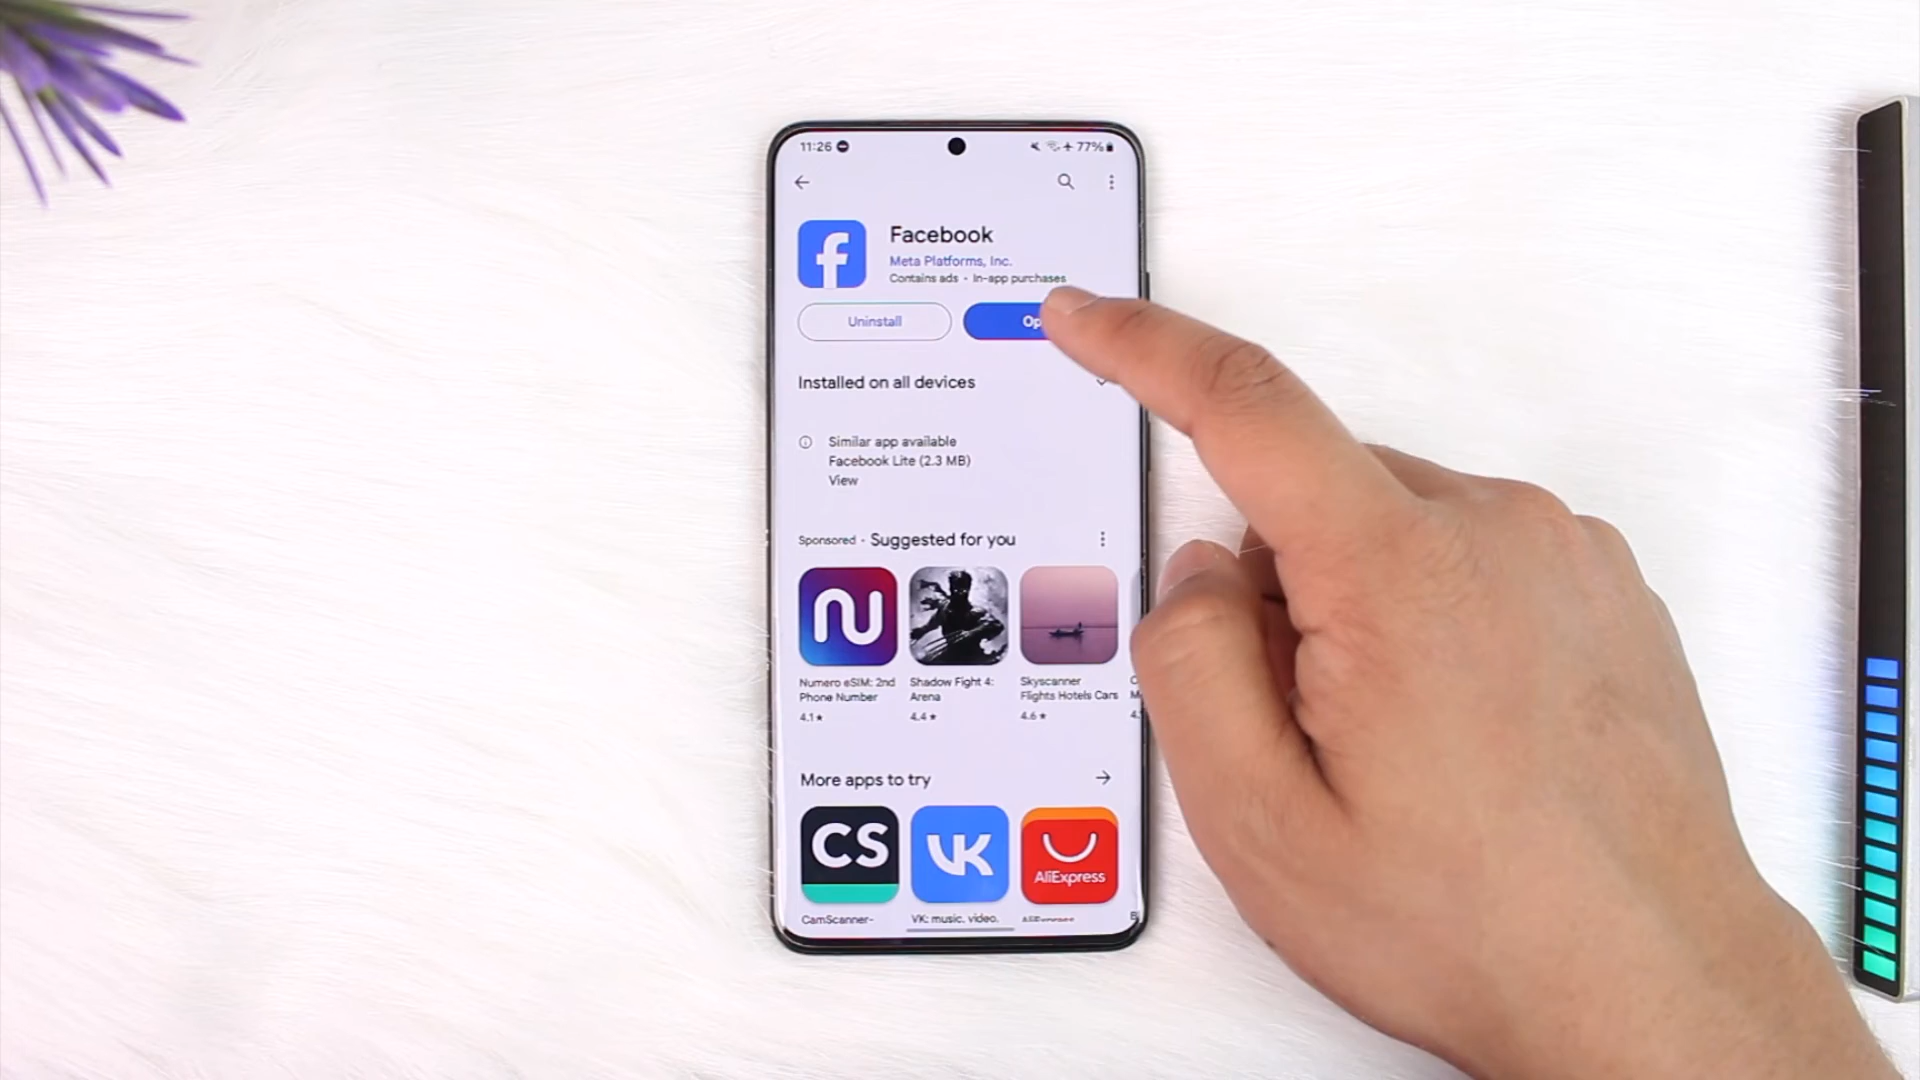 11:26
77%
Facebook
Meta Platforms, Inc.
Contains ads • In-app purchases
Uninstall
Op
Installed on all devices
Similar app available
Facebook Lite (2.3 MB)
View
Sponsored • Suggested for you
Numero eSIM: 2nd
Phone Number
4.1★
Shadow Fight 4:
Arena
4.4★
Skyscanner
Flights Hotels Cars
4.6★
More apps to try
CS
VK
AliExpress
CamScanner-
VK: music, video,
AliExpress